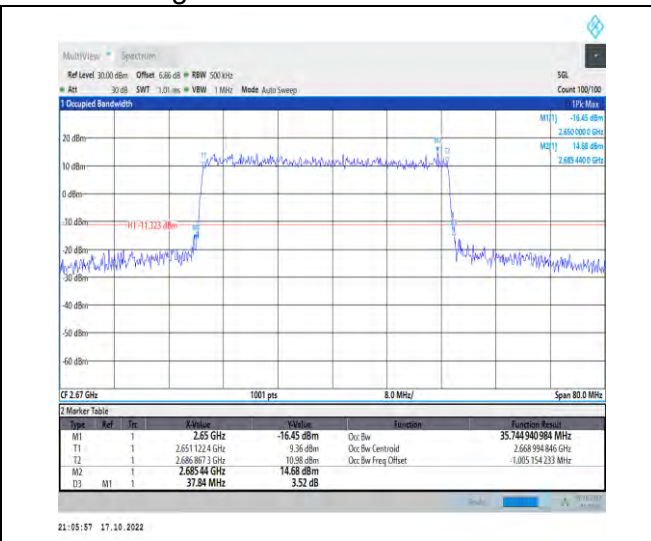 MultiView Spectrum
Ref Level 30.00 dBm Offset 6.86 dB RBW 500 kHz SGL
Att 30 dB SWT 1.01 ms VBW 1 MHz Mode Auto Sweep Count 100/100
1 Occupied Bandwidth 1Pk Max
M1[1] -16.45 dBm
2.650 000 0 GHz
M2[1] 14.68 dBm
2.685 440 0 GHz
20 dBm
M2
T1 T2
10 dBm
0 dBm
-10 dBm
H1 -11.323 dBm
-20 dBm
-30 dBm
-40 dBm
-50 dBm
-60 dBm
CF 2.67 GHz 1001 pts 8.0 MHz/ Span 80.0 MHz
2 Marker Table
Type Ref Trc X-Value Y-Value Function Function Result
M1 1 2.65 GHz -16.45 dBm Occ Bw 35.744 940 984 MHz
T1 1 2.651 122 4 GHz 9.36 dBm Occ Bw Centroid 2.668 994 846 GHz
T2 1 2.686 867 3 GHz 10.98 dBm Occ Bw Freq Offset -1.005 154 233 MHz
M2 1 2.685 44 GHz 14.68 dBm
D3 M1 1 37.84 MHz 3.52 dB
21:05:57 17.10.2022